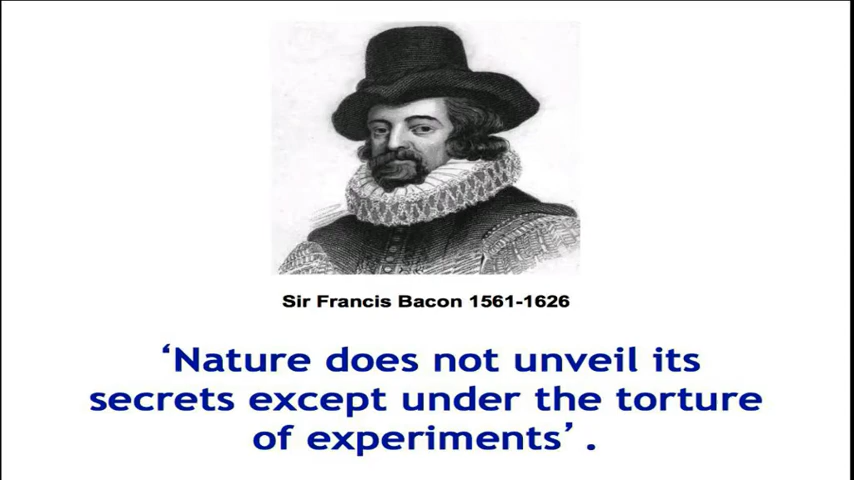 Sir Francis Bacon 1561-1626
‘Nature does not unveil its
secrets except under the torture
of experiments’ .